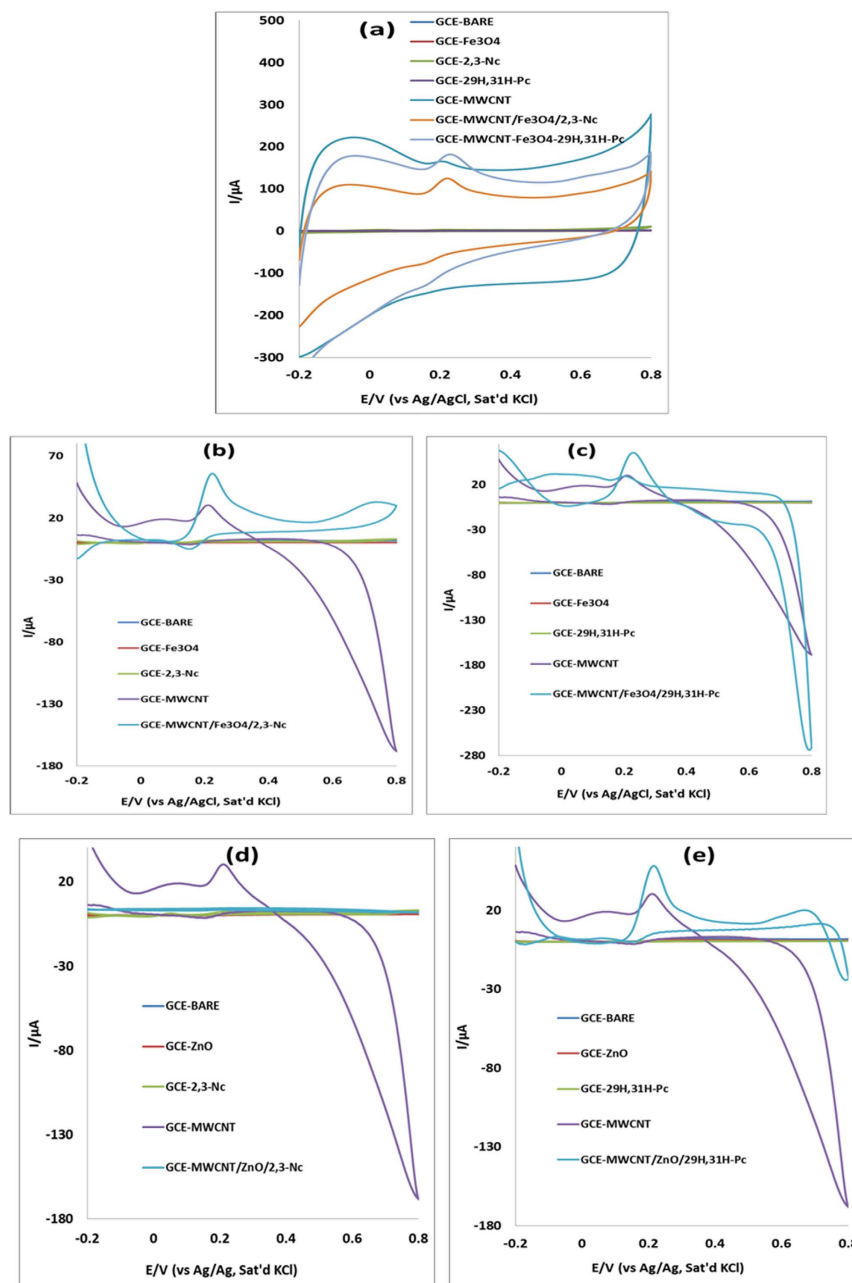 (a)
GCE-BARE
GCE-Fe3O4
GCE-2,3-Nc
GCE-29H,31H-Pc
GCE-MWCNT
GCE-MWCNT/Fe3O4/2,3-Nc
GCE-MWCNT-Fe3O4-29H,31H-Pc
500
400
300
200
100
0
-100
-200
-300
I/µA
-0.2 0 0.2 0.4 0.6 0.8
E/V (vs Ag/AgCl, Sat'd KCl)
(b)
70
20
-30
-80
-130
-180
I/µA
GCE-BARE
GCE-Fe3O4
GCE-2,3-Nc
GCE-MWCNT
GCE-MWCNT/Fe3O4/2,3-Nc
-0.2 0 0.2 0.4 0.6 0.8
E/V (vs Ag/AgCl, Sat'd KCl)
(c)
20
-30
-80
-130
-180
-230
-280
I/µA
GCE-BARE
GCE-Fe3O4
GCE-29H,31H-Pc
GCE-MWCNT
GCE-MWCNT/Fe3O4/29H,31H-Pc
-0.2 0 0.2 0.4 0.6 0.8
E/V (vs Ag/AgCl, Sat'd KCl)
(d)
20
-30
-80
-130
-180
I/µA
GCE-BARE
GCE-ZnO
GCE-2,3-Nc
GCE-MWCNT
GCE-MWCNT/ZnO/2,3-Nc
-0.2 0 0.2 0.4 0.6 0.8
E/V (vs Ag/Ag, Sat'd KCl)
(e)
20
-30
-80
-130
-180
I/µA
GCE-BARE
GCE-ZnO
GCE-29H,31H-Pc
GCE-MWCNT
GCE-MWCNT/ZnO/29H,31H-Pc
-0.2 0 0.2 0.4 0.6 0.8
E/V (vs Ag/Ag, Sat'd KCl)